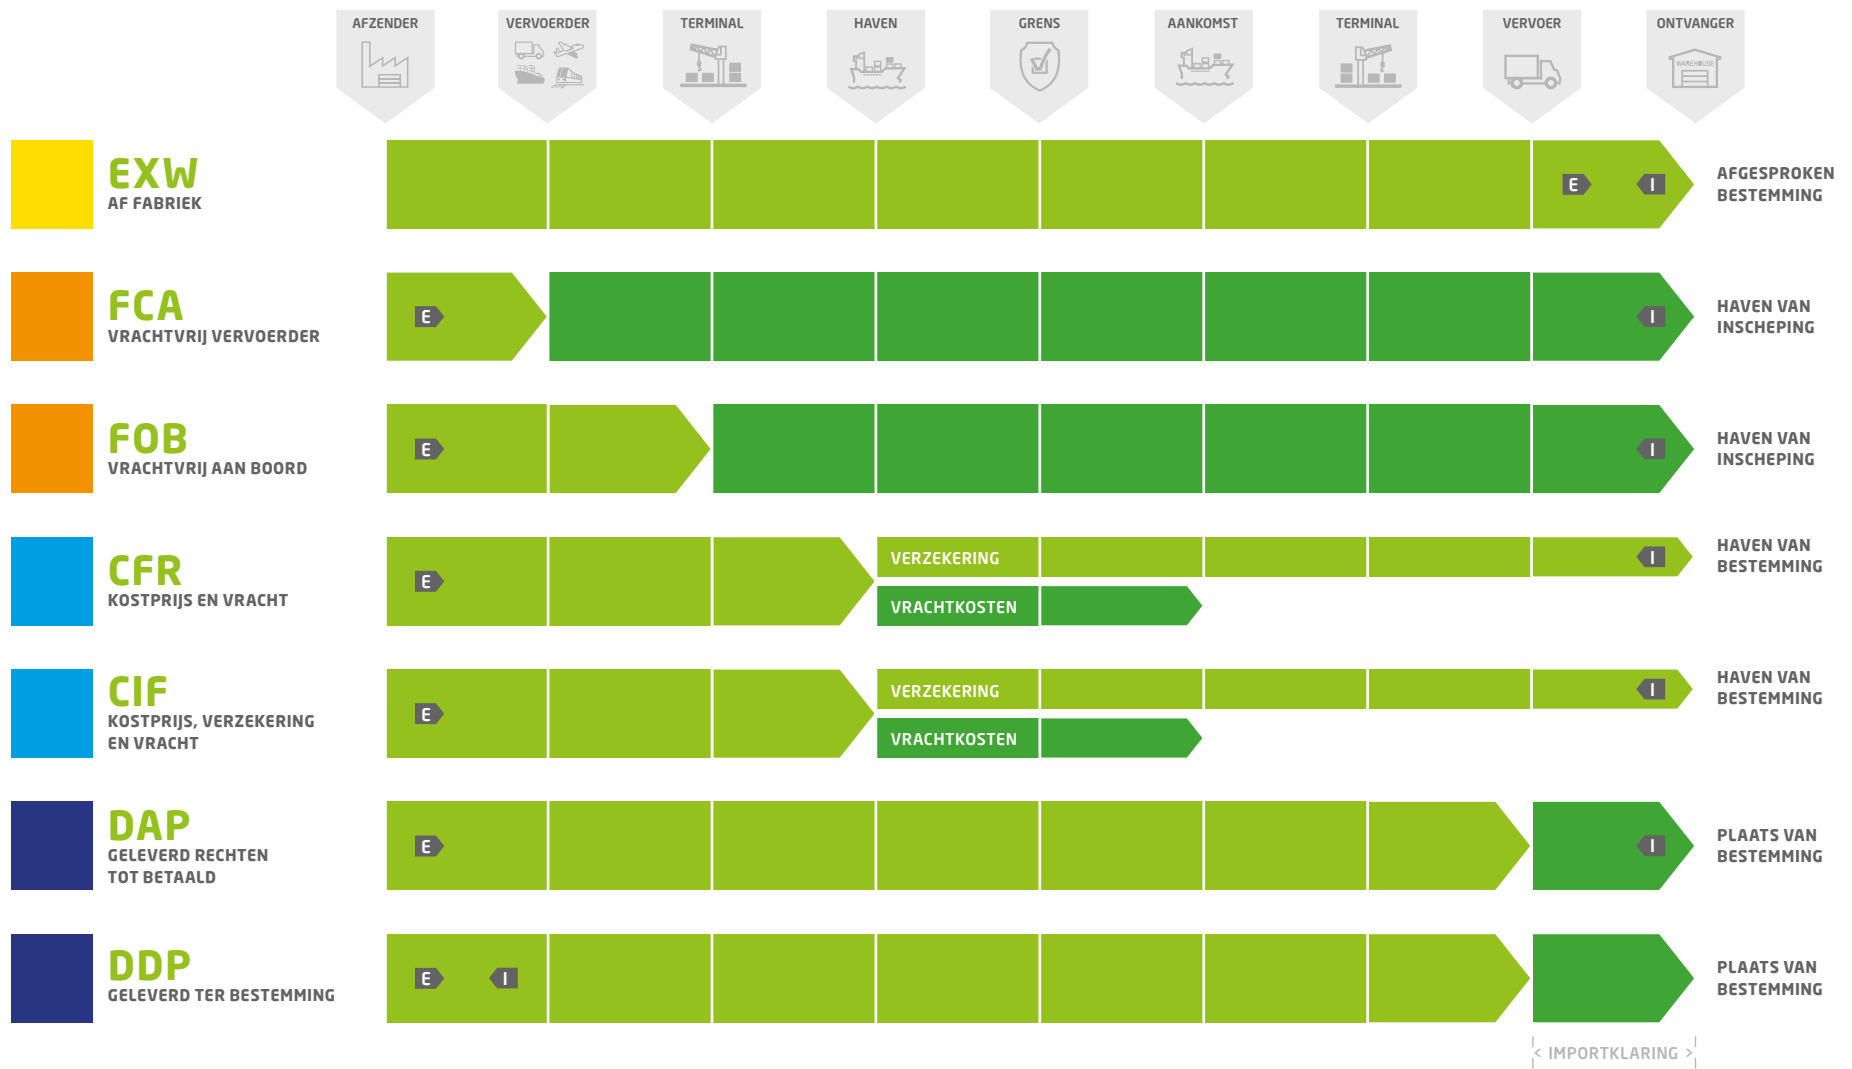 AFZENDER
VERVOERDER
TERMINAL
HAVEN
GRENS
AANKOMST
TERMINAL
VERVOER
ONTVANGER
WAREHOUSE
EXW
AF FABRIEK
E
I
AFGESPROKEN
BESTEMMING
FCA
VRACHTVRIJ VERVOERDER
E
I
HAVEN VAN
INSCHEPING
FOB
VRACHTVRIJ AAN BOORD
E
I
HAVEN VAN
INSCHEPING
CFR
KOSTPRIJS EN VRACHT
E
VERZEKERING
VRACHTKOSTEN
I
HAVEN VAN
BESTEMMING
CIF
KOSTPRIJS, VERZEKERING
EN VRACHT
E
VERZEKERING
VRACHTKOSTEN
I
HAVEN VAN
BESTEMMING
DAP
GELEVERD RECHTEN
TOT BETAALD
E
I
PLAATS VAN
BESTEMMING
DDP
GELEVERD TER BESTEMMING
E
I
PLAATS VAN
BESTEMMING
< IMPORTKLARING >